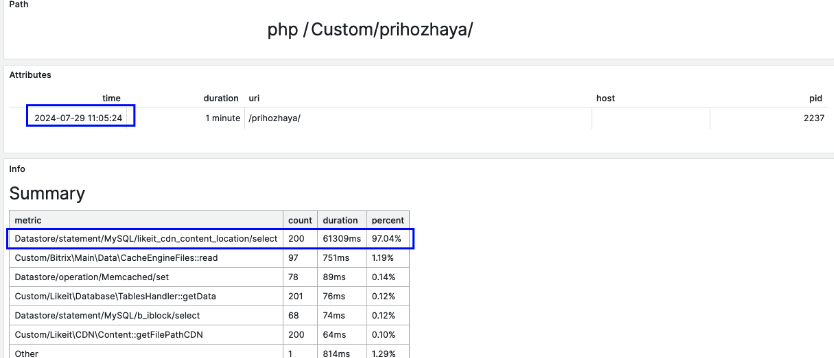 Path
php /Custom/prihozhaya/
Attributes
time duration uri host pid
2024-07-29 11:05:24 1 minute /prihozhaya/ 2237
Info
Summary
metric count duration percent
Datastore/statement/MySQL/likeit_cdn_content_location/select 200 61309ms 97.04%
Custom/Bitrix\Main\Data\CacheEngineFiles::read 97 751ms 1.19%
Datastore/operation/Memcached/set 78 89ms 0.14%
Custom/Likeit\Database\TablesHandler::getData 201 76ms 0.12%
Datastore/statement/MySQL/b_iblock/select 68 74ms 0.12%
Custom/Likeit\CDN\Content::getFilePathCDN 200 64ms 0.10%
Other 1 814ms 1.29%